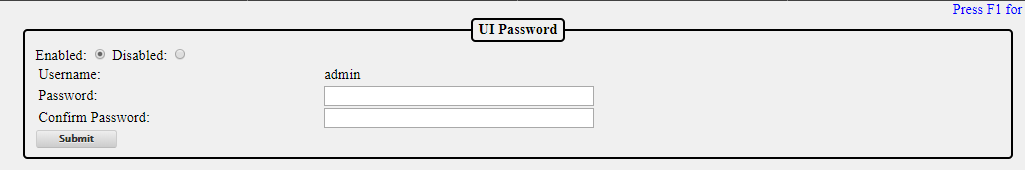 Press F1 for
UI Password
Enabled: Disabled:
Username: admin
Password:
Confirm Password:
Submit